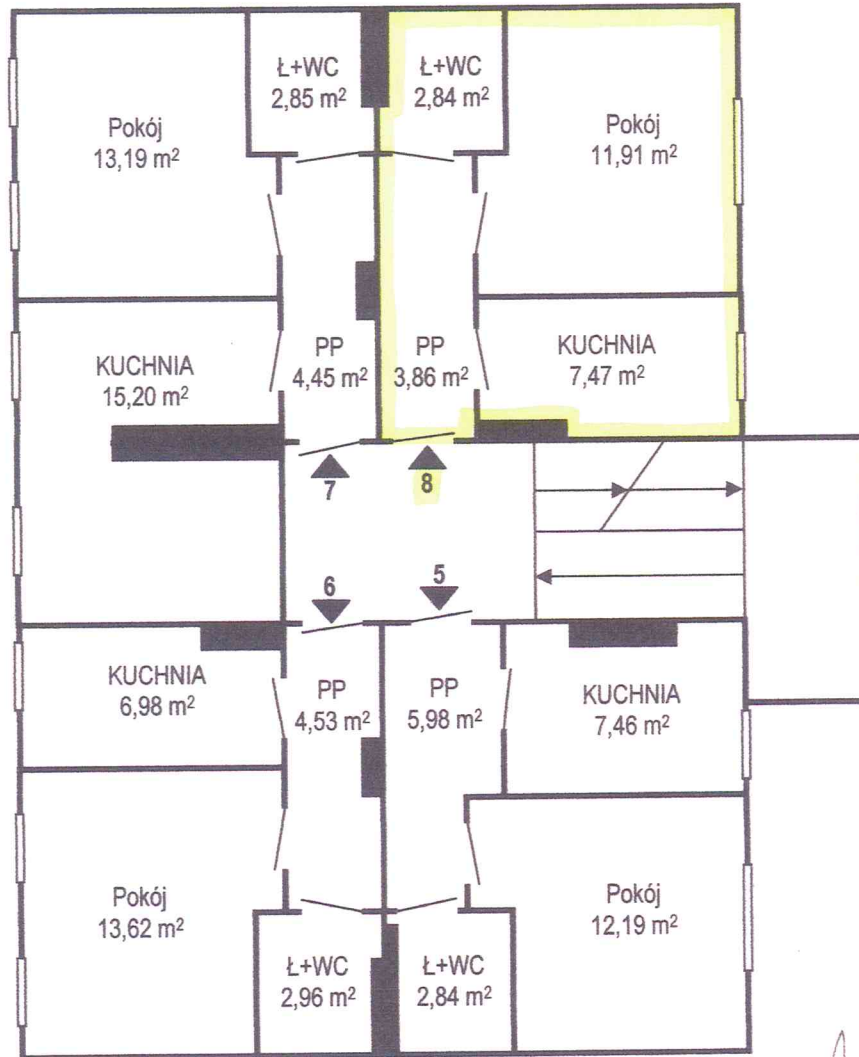 Ł+WC
2,85 m²
Ł+WC
2,84 m²
Pokój
13,19 m²
Pokój
11,91 m²
PP
4,45 m²
PP
3,86 m²
KUCHNIA
15,20 m²
KUCHNIA
7,47 m²
7
8
6
5
KUCHNIA
6,98 m²
PP
4,53 m²
PP
5,98 m²
KUCHNIA
7,46 m²
Pokój
13,62 m²
Pokój
12,19 m²
Ł+WC
2,96 m²
Ł+WC
2,84 m²